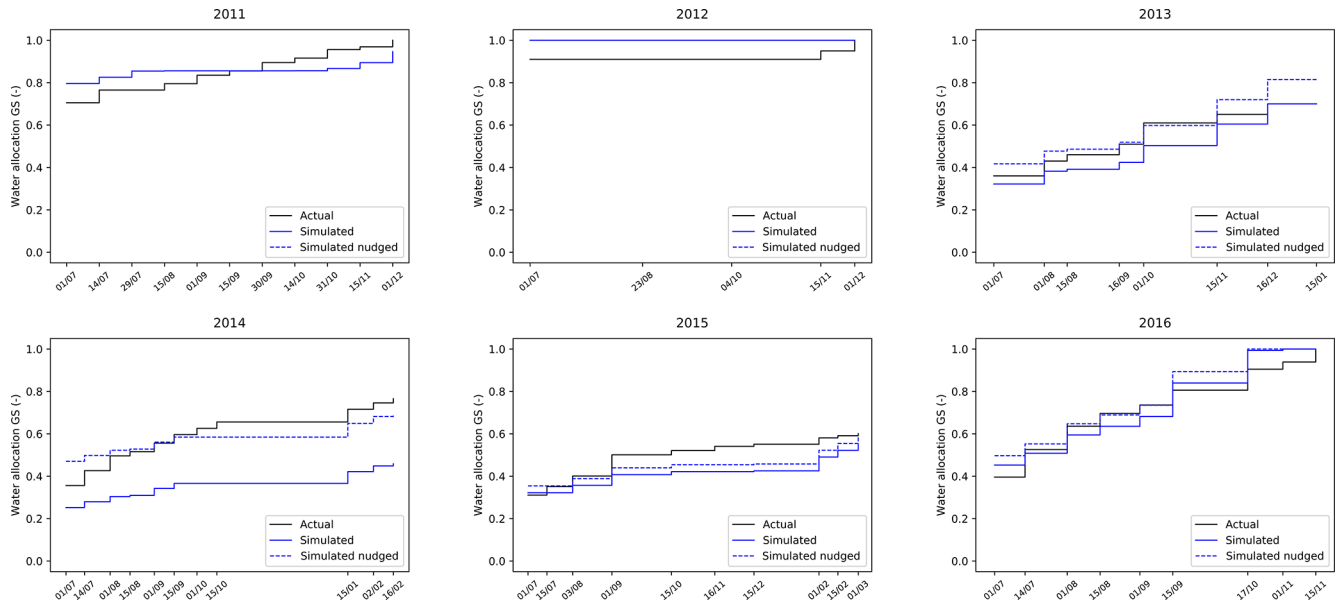 2011
Water allocation GS (-)
1.0
0.8
0.6
0.4
0.2
0.0
Actual
Simulated
Simulated nudged
01/07 14/07 29/07 15/08 01/09 15/09 30/09 14/10 31/10 15/11 01/12
2012
Water allocation GS (-)
1.0
0.8
0.6
0.4
0.2
0.0
Actual
Simulated
Simulated nudged
01/07 23/08 04/10 15/11 01/12
2013
Water allocation GS (-)
1.0
0.8
0.6
0.4
0.2
0.0
Actual
Simulated
Simulated nudged
01/07 01/08 15/08 16/09 01/10 15/11 16/12 15/01
2014
Water allocation GS (-)
1.0
0.8
0.6
0.4
0.2
0.0
Actual
Simulated
Simulated nudged
01/07 14/07 01/08 15/08 01/09 15/09 01/10 15/10 15/01 02/02 16/02
2015
Water allocation GS (-)
1.0
0.8
0.6
0.4
0.2
0.0
Actual
Simulated
Simulated nudged
01/07 15/07 03/08 01/09 15/10 16/11 15/12 01/02 15/02 01/03
2016
Water allocation GS (-)
1.0
0.8
0.6
0.4
0.2
0.0
Actual
Simulated
Simulated nudged
01/07 14/07 01/08 15/08 01/09 15/09 17/10 01/11 15/11